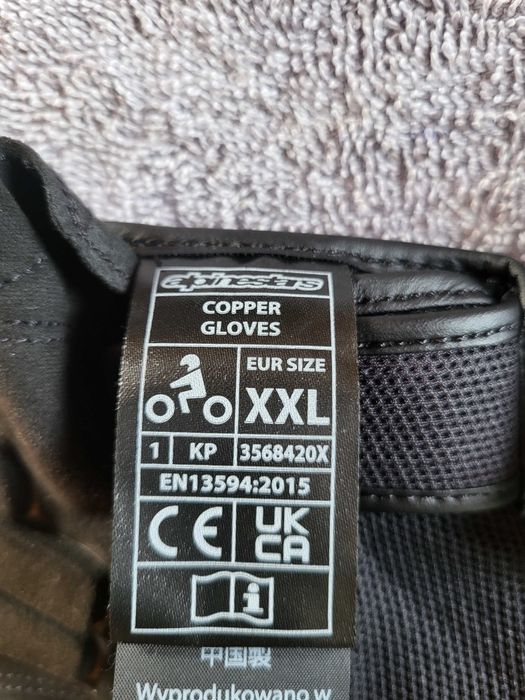 alpinestars
COPPER
GLOVES
EUR SIZE
XXL
1 KP 3568420X
EN13594:2015
CE UK
CA
i
中国製
Wyprodukowano w